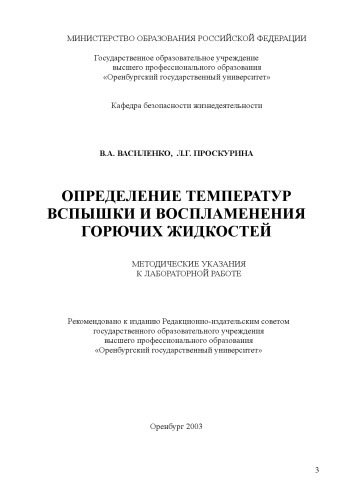 МИНИСТЕРСТВО ОБРАЗОВАНИЯ РОССИЙСКОЙ ФЕДЕРАЦИИ
Государственное образовательное учреждение
высшего профессионального образования
«Оренбургский государственный университет»
Кафедра безопасности жизнедеятельности
В.А. ВАСИЛЕНКО, Л.Г. ПРОСКУРИНА
ОПРЕДЕЛЕНИЕ ТЕМПЕРАТУР
ВСПЫШКИ И ВОСПЛАМЕНЕНИЯ
ГОРЮЧИХ ЖИДКОСТЕЙ
МЕТОДИЧЕСКИЕ УКАЗАНИЯ
К ЛАБОРАТОРНОЙ РАБОТЕ
Рекомендовано к изданию Редакционно-издательским советом
государственного образовательного учреждения
высшего профессионального образования
«Оренбургский государственный университет»
Оренбург 2003
3